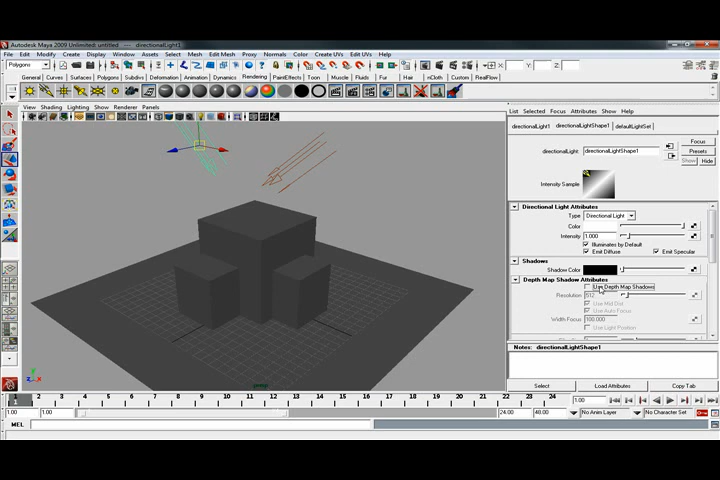 Autodesk Maya 2009 Unlimited: untitled --- directionalLight1
File Edit Modify Create Display Window Assets Select Mesh Edit Mesh Proxy Normals Color Create UVs Edit UVs Help
Polygons X: Y: Z:
General Curves Surfaces Polygons Subdivs Deformation Animation Dynamics Rendering PaintEffects Toon Muscle Fluids Fur Hair nCloth Custom RealFlow
View Shading Lighting Show Renderer Panels
List Selected Focus Attributes Show Help
directionalLight1 directionalLightShape1 defaultLightSet
Focus
directionalLight: directionalLightShape1 Presets
Show Hide
Intensity Sample
Directional Light Attributes
Type Directional Light
Color
Intensity 1.000
Illuminates by Default
Emit Diffuse Emit Specular
Shadows
Shadow Color
Depth Map Shadow Attributes
Use Depth Map Shadows
Resolution 512
Use Mid Dist
Use Auto Focus
Width Focus 100.000
Use Light Position
Notes: directionalLightShape1
persp
Select Load Attributes Copy Tab
1 2 3 4 5 6 7 8 9 10 11 12 13 14 15 16 17 18 19 20 21 22 23 24 1.00
1.00 1.00 24.00 48.00 No Anim Layer No Character Set
MEL